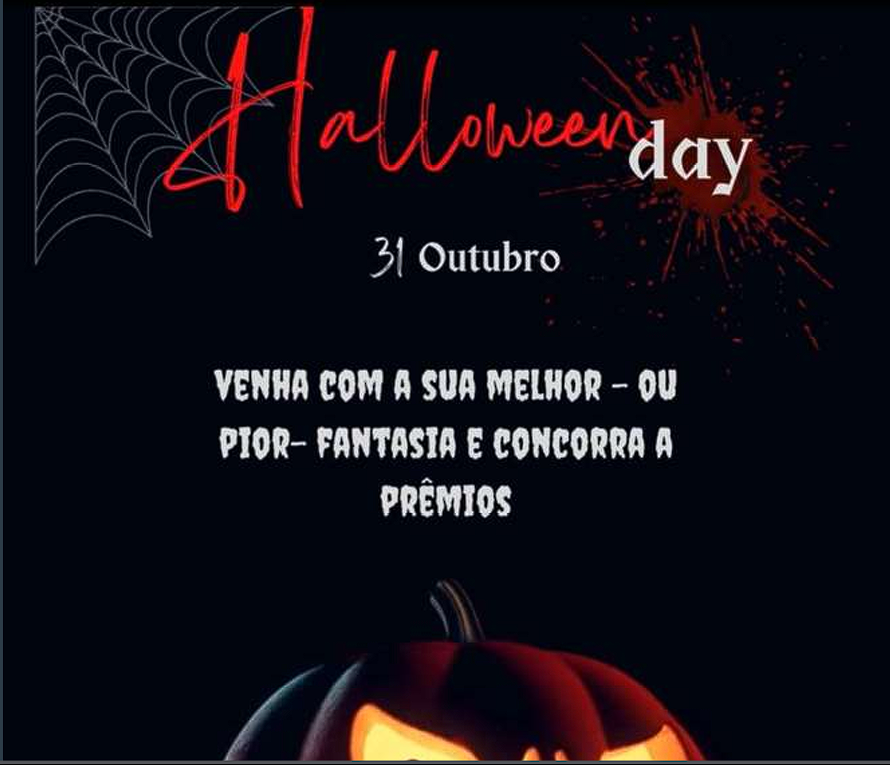 Halloween day
31 Outubro
VENHA COM A SUA MELHOR - OU
PIOR- FANTASIA E CONCORRA A
PRÊMIOS